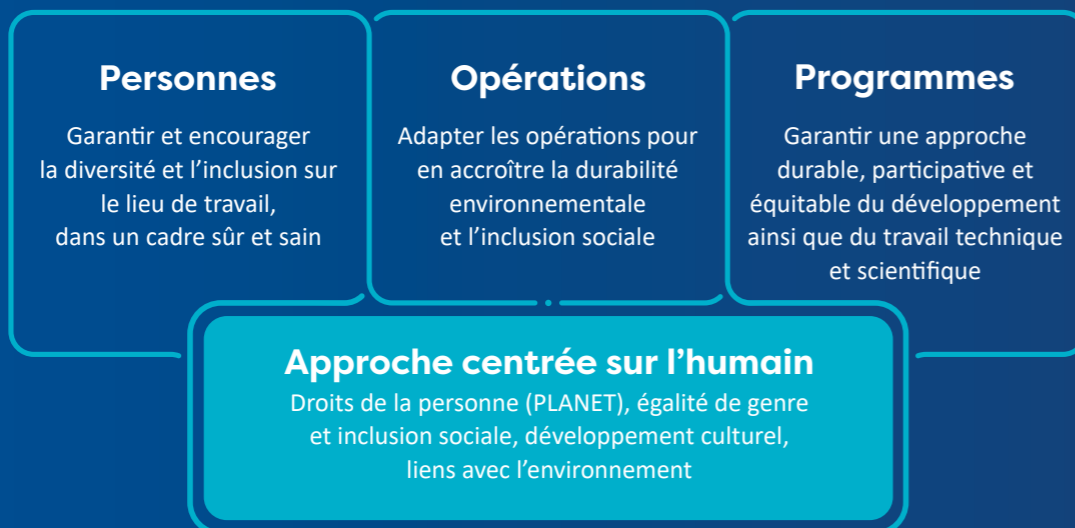 Personnes
Garantir et encourager
la diversité et l’inclusion sur
le lieu de travail,
dans un cadre sûr et sain
Opérations
Adapter les opérations pour
en accroître la durabilité
environnementale
et l’inclusion sociale
Programmes
Garantir une approche
durable, participative et
équitable du développement
ainsi que du travail technique
et scientifique
Approche centrée sur l’humain
Droits de la personne (PLANET), égalité de genre
et inclusion sociale, développement culturel,
liens avec l’environnement